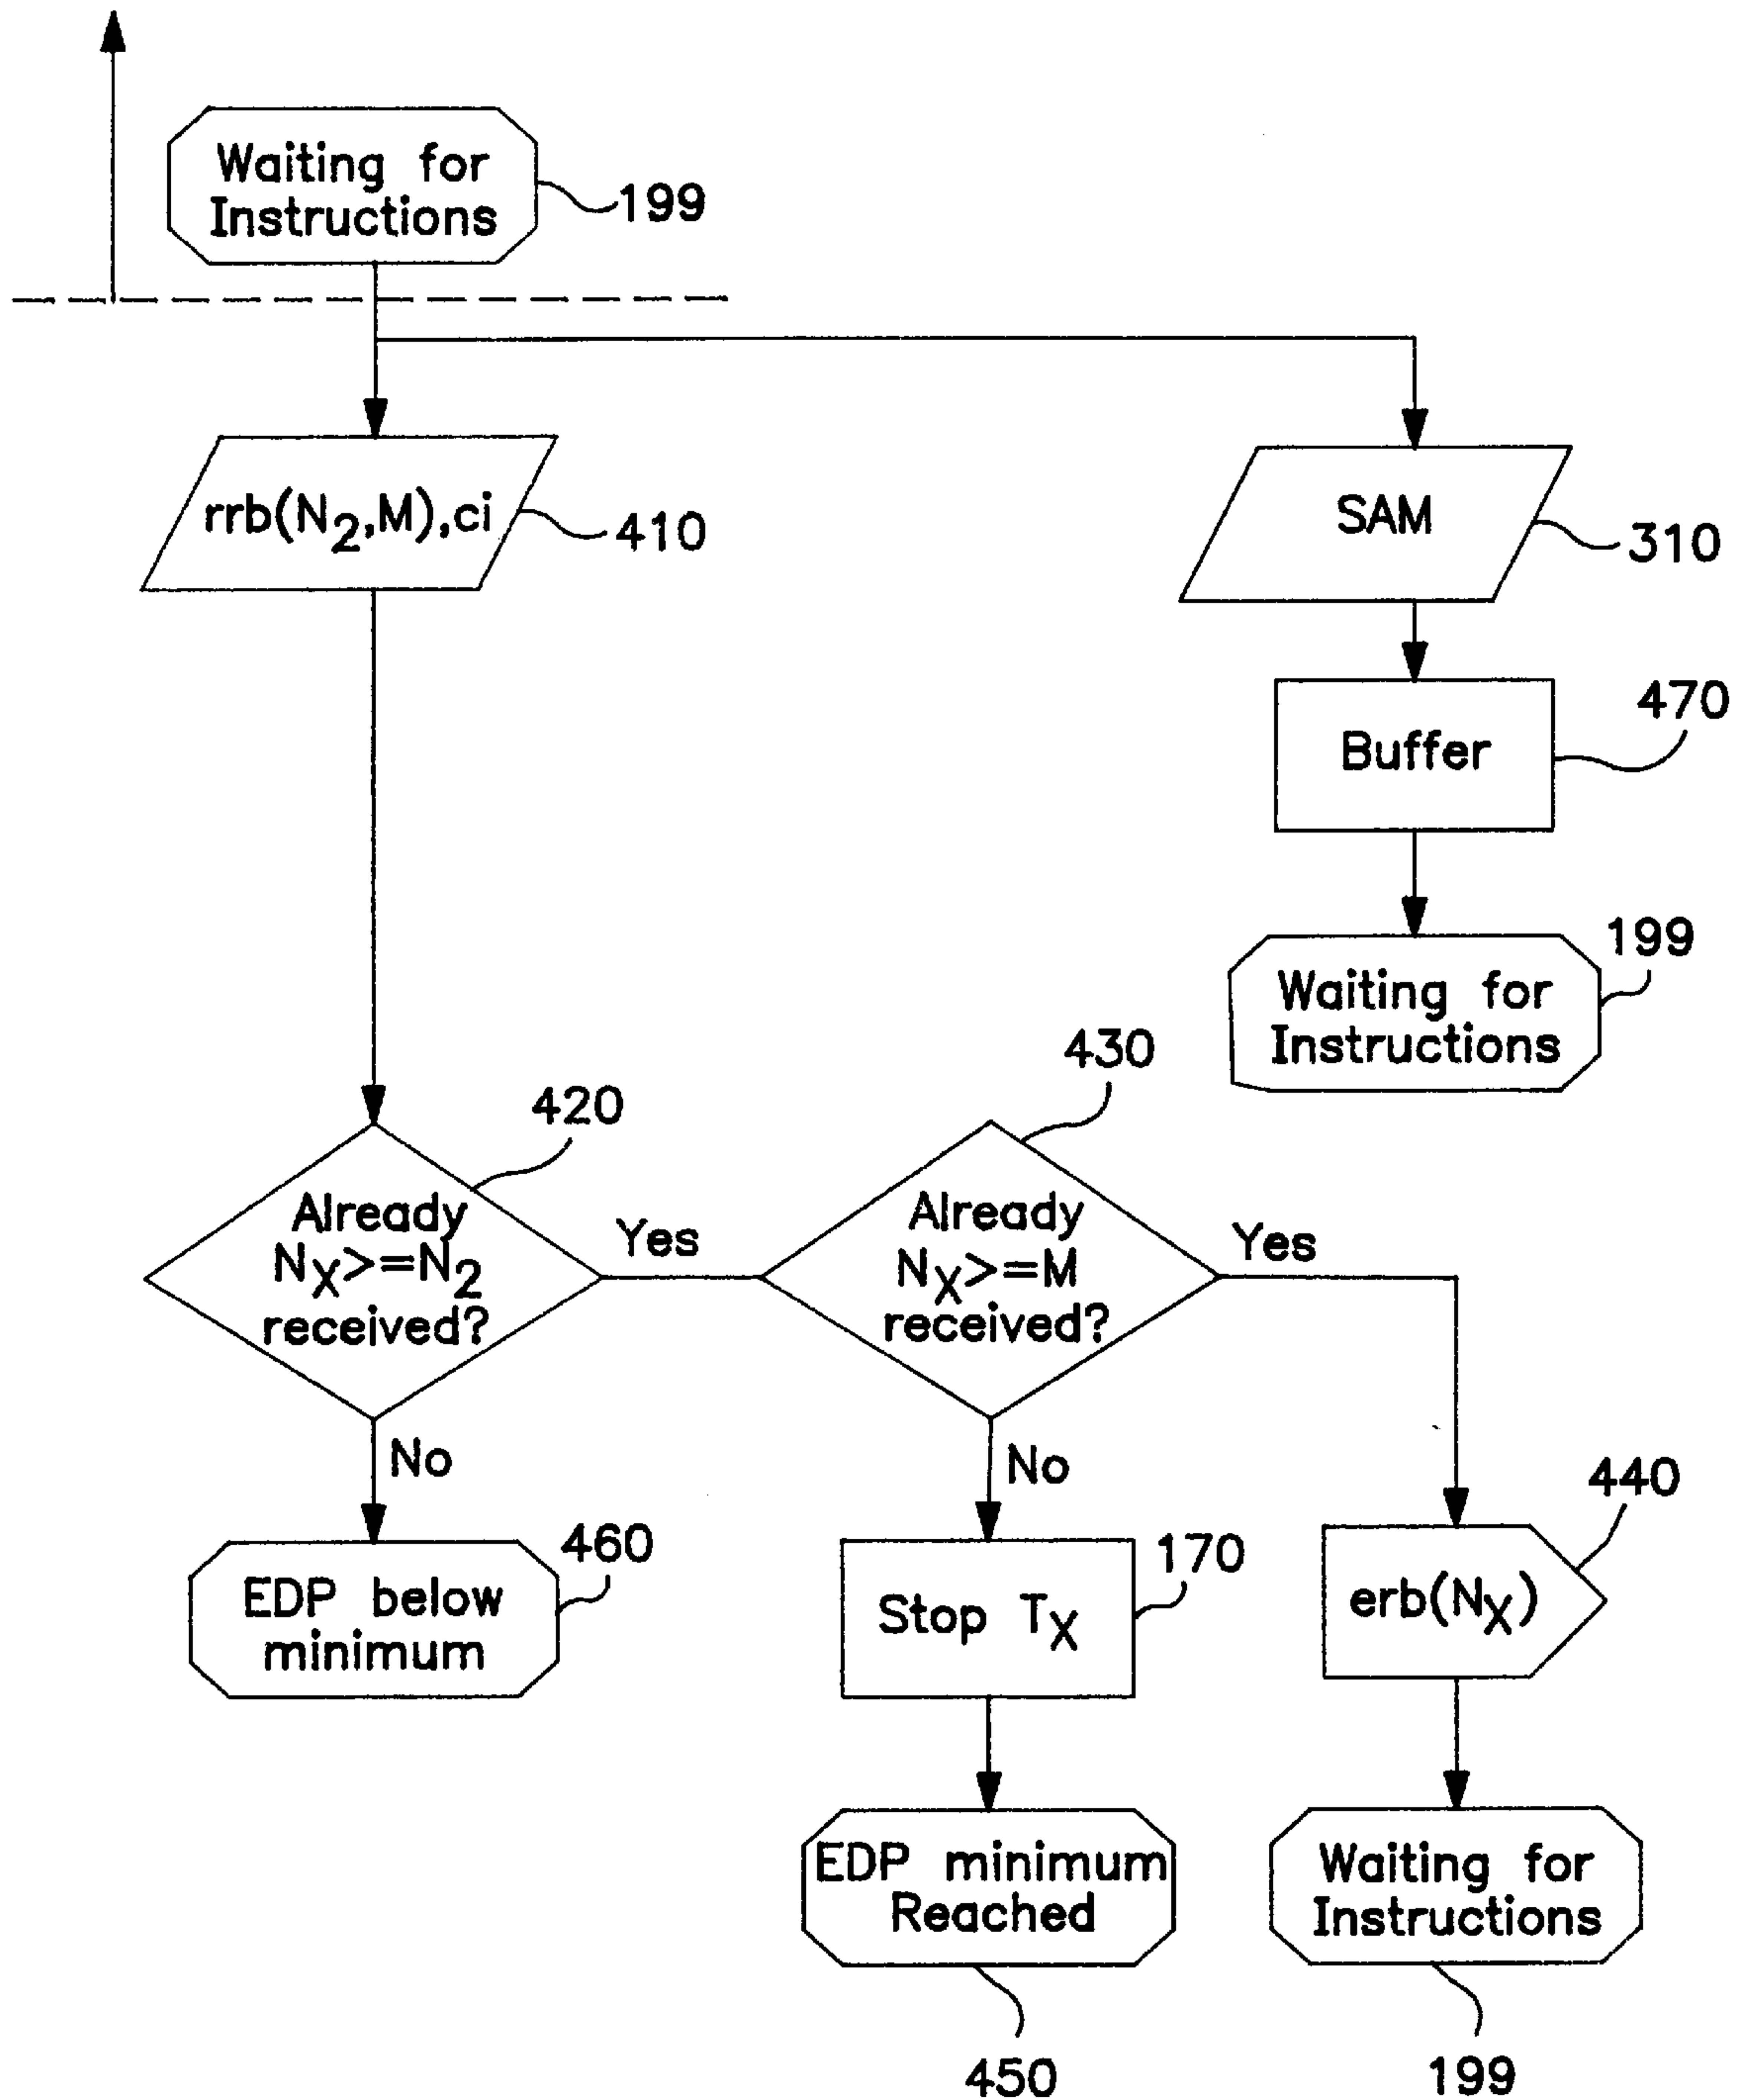 Waiting for
Instructions
199
rrb(N2,M),ci
410
SAM
310
Buffer
470
Waiting for
Instructions
199
Already
NX>=N2
received?
420
Yes
Already
NX>=M
received?
430
Yes
No
No
EDP below
minimum
460
Stop TX
170
erb(NX)
440
EDP minimum
Reached
450
Waiting for
Instructions
199